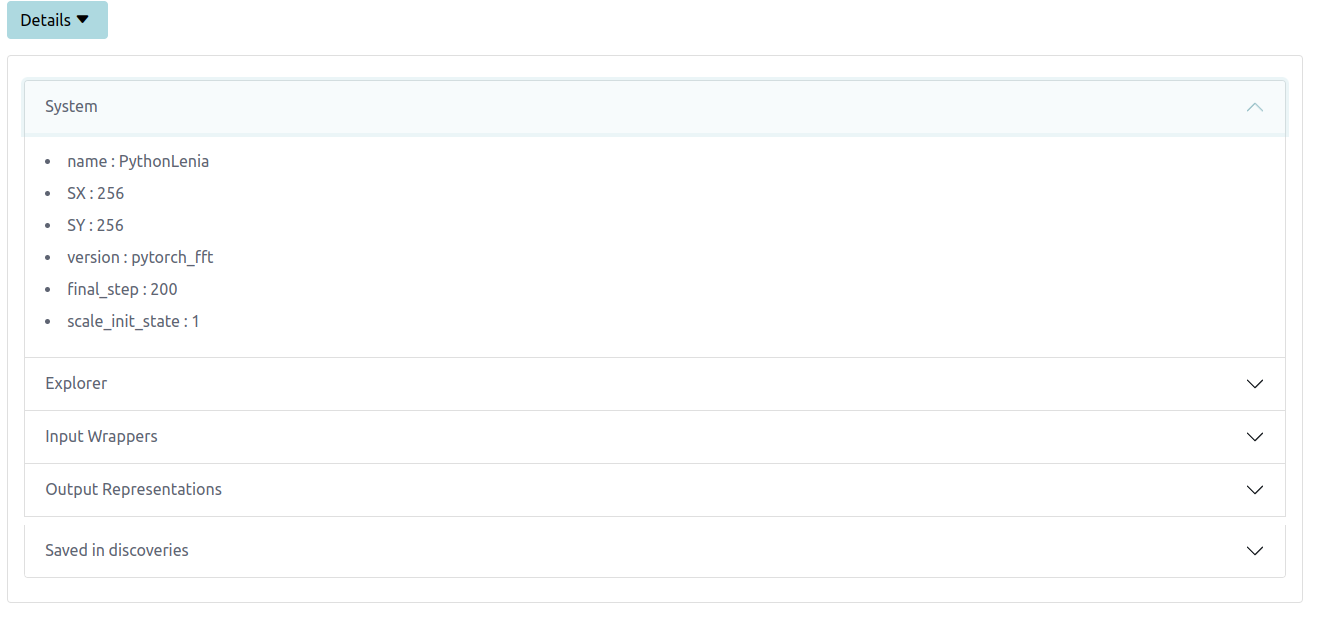 Details
System
name : PythonLenia
SX : 256
SY : 256
version : pytorch_fft
final_step : 200
scale_init_state : 1
Explorer
Input Wrappers
Output Representations
Saved in discoveries